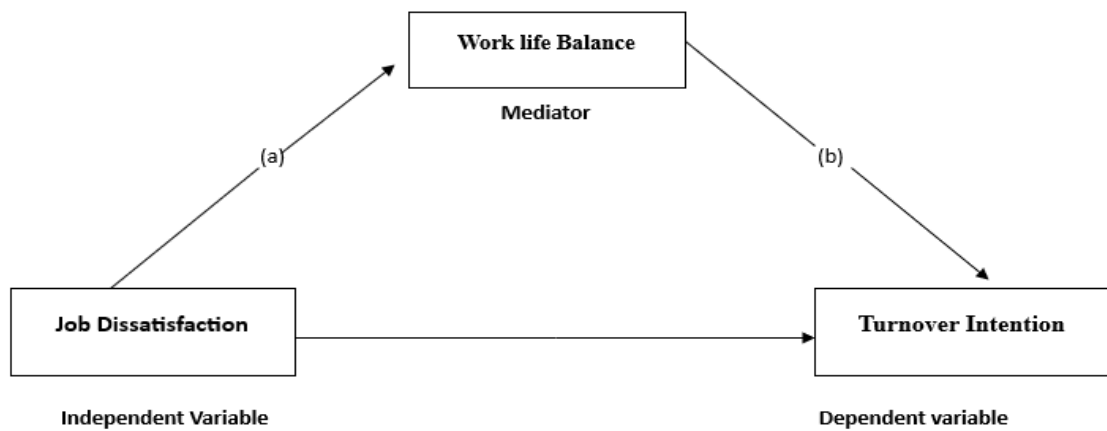 Work life Balance
Mediator
(a)
(b)
Job Dissatisfaction
Turnover Intention
Independent Variable
Dependent variable